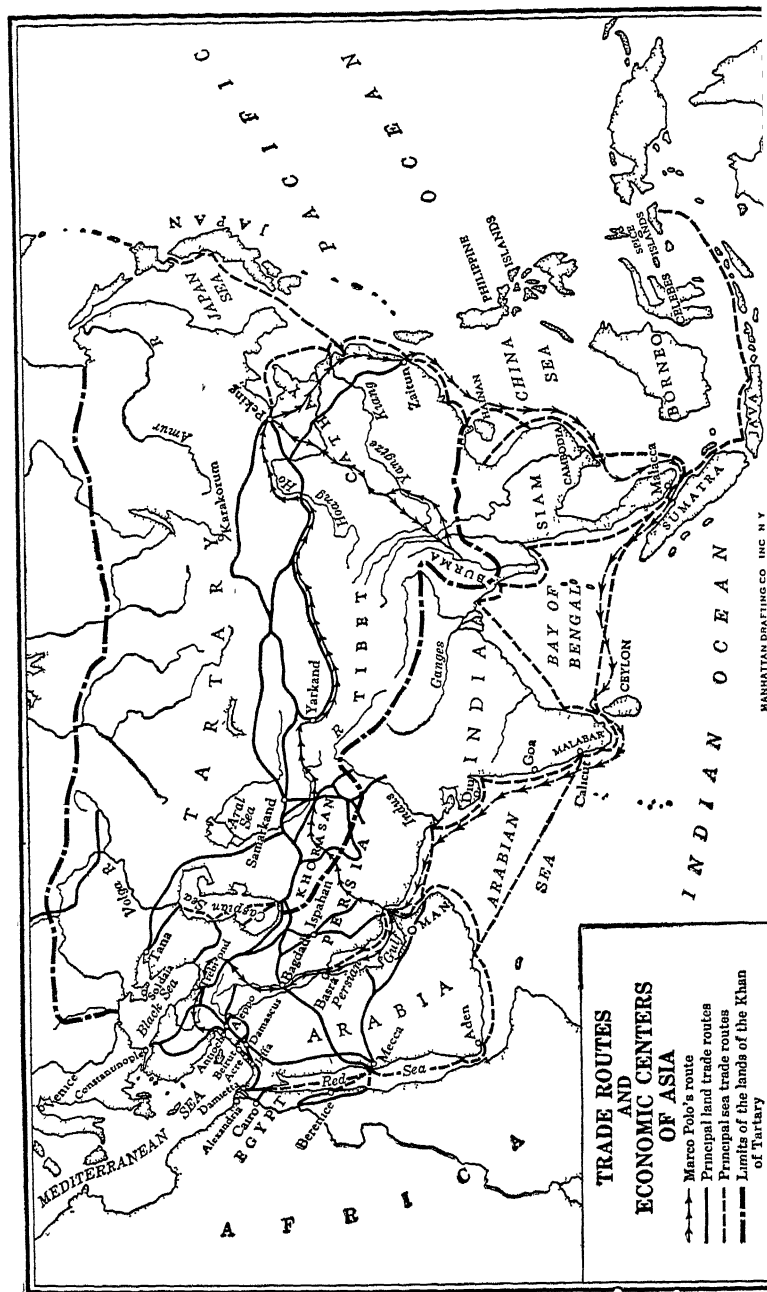 TRADE ROUTES
AND
ECONOMIC CENTERS
OF ASIA
Marco Polo's route
Principal land trade routes
Principal sea trade routes
Limits of the lands of the Khan
of Tartary
PACIFIC
OCEAN
JAPAN
JAPAN
SEA
Amur
R
Karakorum
TARTARY
Peking
Hoang
Ho
CATHAY
Yangtze
Kiang
Zaitun
HAINAN
CHINA
SEA
PHILIPPINE
ISLANDS
SPICE
ISLANDS
CELEBES
BORNEO
JAVA
SUMATRA
Malacca
CAMBODIA
SIAM
BURMA
TIBET
Yarkand
Ganges
INDIA
BAY OF
BENGAL
CEYLON
MALABAR
Calicut
Goa
Diu
Indus
R
ARABIAN
SEA
INDIAN OCEAN
Aral
Sea
Samarkand
KHORASAN
PERSIA
Ispahan
Caspian
Sea
Volga
R
Tana
Soldaia
Black Sea
Trebizond
Constantinople
Venice
MEDITERRANEAN
SEA
Antioch
Aleppo
Beirut
Damascus
Acre
Jaffa
Damietta
Alexandria
Cairo
EGYPT
Berenice
Red
Sea
Mecca
Aden
ARABIA
Bagdad
Basra
Persian
Gulf
OMAN
AFRICA
MANHATTAN DRAFTING CO INC N Y